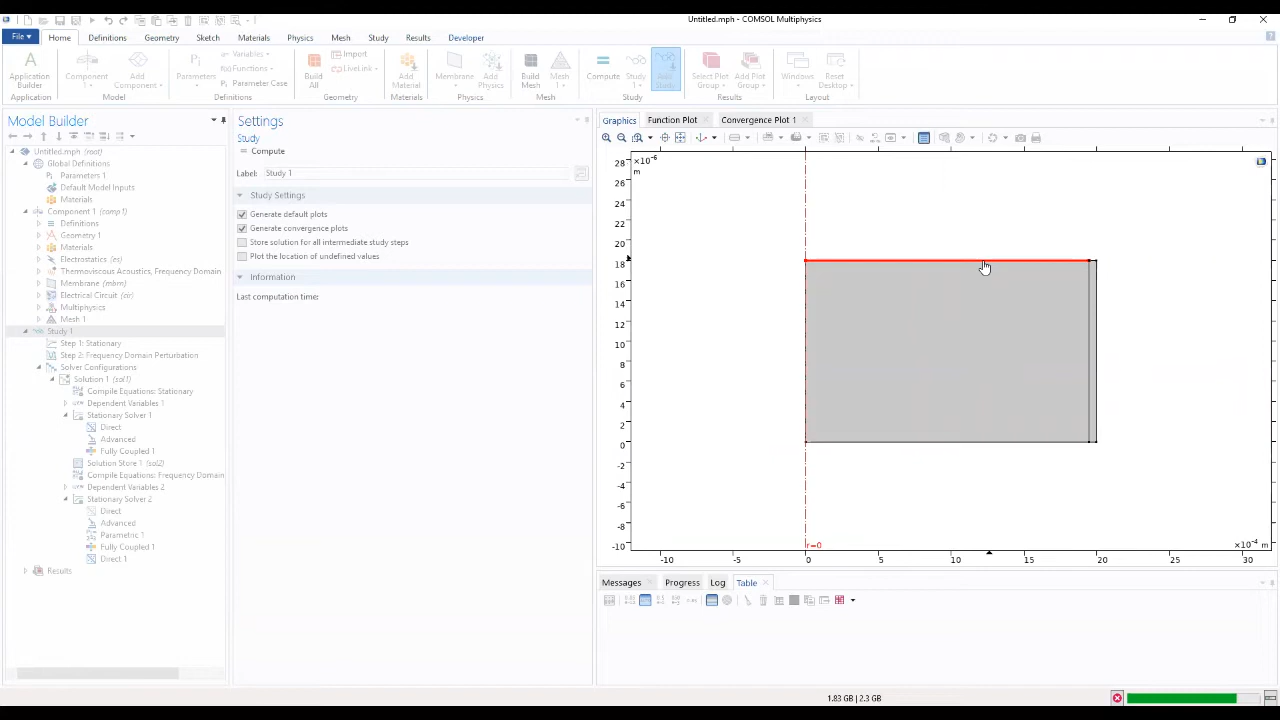 Untitled.mph - COMSOL Multiphysics
File Home Definitions Geometry Sketch Materials Physics Mesh Study Results Developer
Application Builder
Component 1
Add Component
Parameters
Variables
Functions
Parameter Case
Build All
Import
LiveLink
Add Material
Membrane
Add Physics
Build Mesh
Mesh 1
Compute
Study 1
Add Study
Select Plot Group
Add Plot Group
Windows
Reset Desktop
Application Model Definitions Geometry Materials Physics Mesh Study Results Layout
Model Builder
Untitled.mph (root)
Global Definitions
Parameters 1
Default Model Inputs
Materials
Component 1 (comp1)
Definitions
Geometry 1
Materials
Electrostatics (es)
Thermoviscous Acoustics, Frequency Domain
Membrane (mbrn)
Electrical Circuit (cir)
Multiphysics
Mesh 1
Study 1
Step 1: Stationary
Step 2: Frequency Domain Perturbation
Solver Configurations
Solution 1 (sol1)
Compile Equations: Stationary
Dependent Variables 1
Stationary Solver 1
Direct
Advanced
Fully Coupled 1
Solution Store 1 (sol2)
Compile Equations: Frequency Domain
Dependent Variables 2
Stationary Solver 2
Direct
Advanced
Parametric 1
Fully Coupled 1
Direct 1
Results
Settings
Study
= Compute
Label: Study 1
Study Settings
Generate default plots
Generate convergence plots
Store solution for all intermediate study steps
Plot the location of undefined values
Information
Last computation time:
Graphics Function Plot Convergence Plot 1
×10⁻⁶
m
28
26
24
22
20
18
16
14
12
10
8
6
4
2
0
-2
-4
-6
-8
-10
r=0
×10⁻⁴ m
-10 -5 0 5 10 15 20 25 30
Messages Progress Log Table
1.83 GB | 2.3 GB